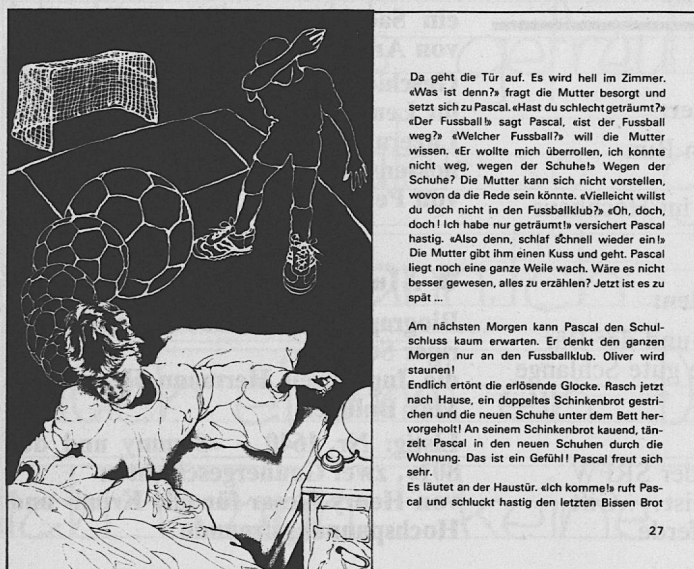 Da geht die Tür auf. Es wird hell im Zimmer.
«Was ist denn?» fragt die Mutter besorgt und
setzt sich zu Pascal. «Hast du schlecht geträumt?»
«Der Fussball!» sagt Pascal, «ist der Fussball
weg?» «Welcher Fussball?» will die Mutter
wissen. «Er wollte mich überrollen, ich konnte
nicht weg, wegen der Schuhe!» Wegen der
Schuhe? Die Mutter kann sich nicht vorstellen,
wovon da die Rede sein könnte. «Vielleicht willst
du doch nicht in den Fussballklub?» «Oh, doch,
doch! Ich habe nur geträumt!» versichert Pascal
hastig. «Also denn, schlaf schnell wieder ein!»
Die Mutter gibt ihm einen Kuss und geht. Pascal
liegt noch eine ganze Weile wach. Wäre es nicht
besser gewesen, alles zu erzählen? Jetzt ist es zu
spät ...
Am nächsten Morgen kann Pascal den Schul-
schluss kaum erwarten. Er denkt den ganzen
Morgen nur an den Fussballklub. Oliver wird
staunen!
Endlich ertönt die erlösende Glocke. Rasch jetzt
nach Hause, ein doppeltes Schinkenbrot gestri-
chen und die neuen Schuhe unter dem Bett her-
vorgeholt! An seinem Schinkenbrot kauend, tän-
zelt Pascal in den neuen Schuhen durch die
Wohnung. Das ist ein Gefühl! Pascal freut sich
sehr.
Es läutet an der Haustür. «Ich komme!» ruft Pas-
cal und schluckt hastig den letzten Bissen Brot
27